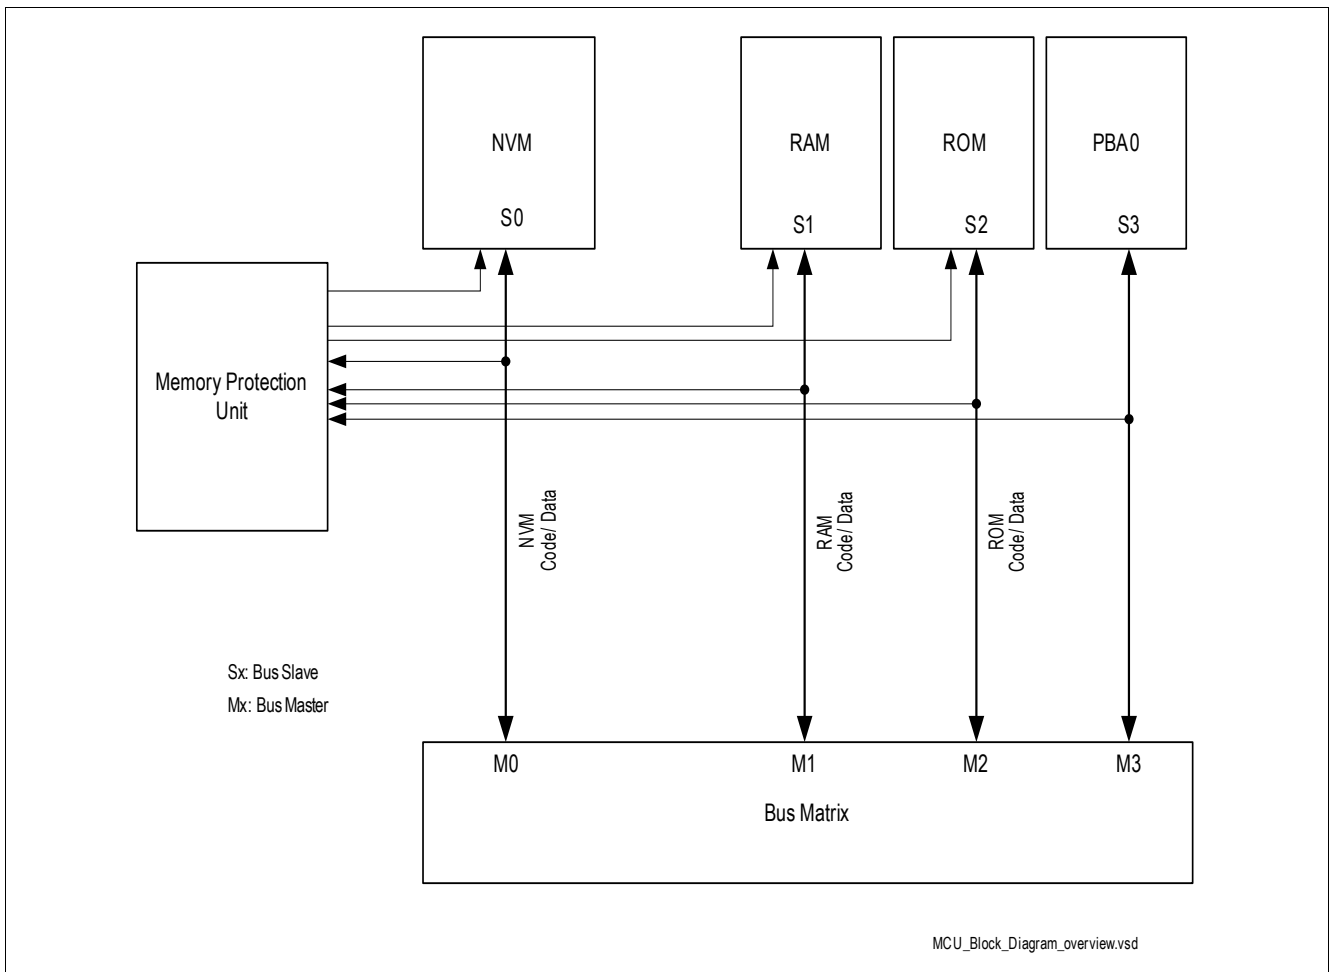 NVM
RAM
ROM
PBA0
S0
S1
S2
S3
Memory Protection
Unit
NVM
Code/ Data
RAM
Code/ Data
ROM
Code/ Data
Sx: Bus Slave
Mx: Bus Master
M0
M1
M2
M3
Bus Matrix
MCU_Block_Diagram_overview.vsd